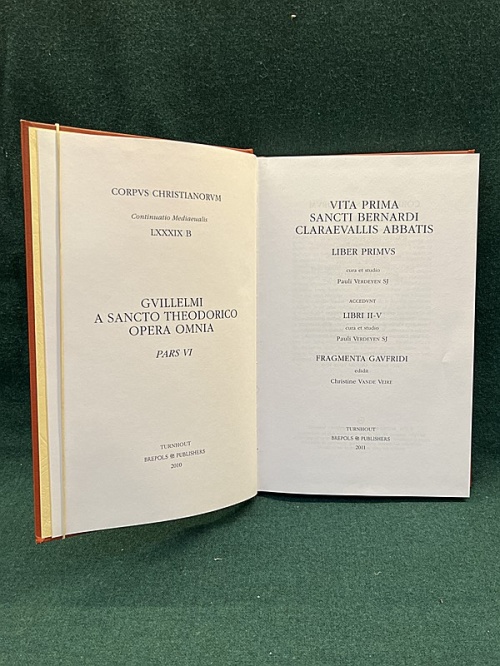 CORPVS CHRISTIANORVM
Continuatio Mediaeualis
LXXXIX B
GVILLELMI
A SANCTO THEODORICO
OPERA OMNIA
PARS VI
TURNHOUT
BREPOLS PUBLISHERS
2010
VITA PRIMA
SANCTI BERNARDI
CLARAEVALLIS ABBATIS
LIBER PRIMVS
cura et studio
Pauli VERDEYEN SJ
ACCEDVNT
LIBRI II-V
cura et studio
Pauli VERDEYEN SJ
FRAGMENTA GAVFRIDI
edidit
Christine VANDE VEIRE
TURNHOUT
BREPOLS PUBLISHERS
2011